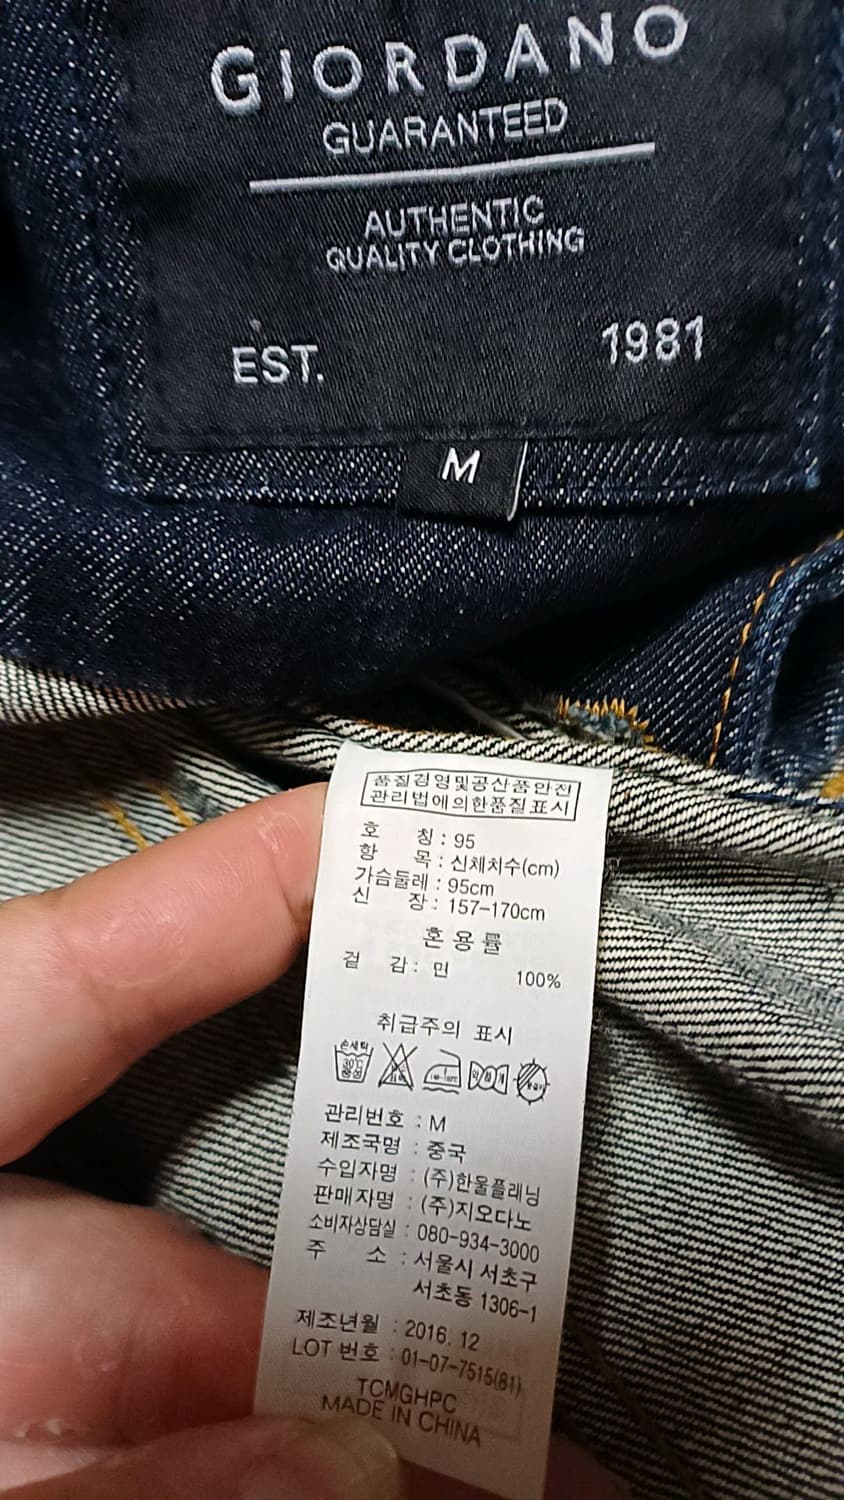 GIORDANO
GUARANTEED
AUTHENTIC
QUALITY CLOTHING
EST. 1981
M
품질경영및공산품안전
관리법에의한품질표시
호 칭 : 95
항 목 : 신체치수(cm)
가슴둘레 : 95cm
신 장 : 157-170cm
혼용률
겉 감 : 면 100%
취급주의 표시
손세탁
30℃
중성
관리번호 : M
제조국명 : 중국
수입자명 : (주)한울플래닝
판매자명 : (주)지오다노
소비자상담실 : 080-934-3000
주 소 : 서울시 서초구
서초동 1306-1
제조년월 : 2016. 12
LOT 번호 : 01-07-7515(81)
TCMGHPC
MADE IN CHINA